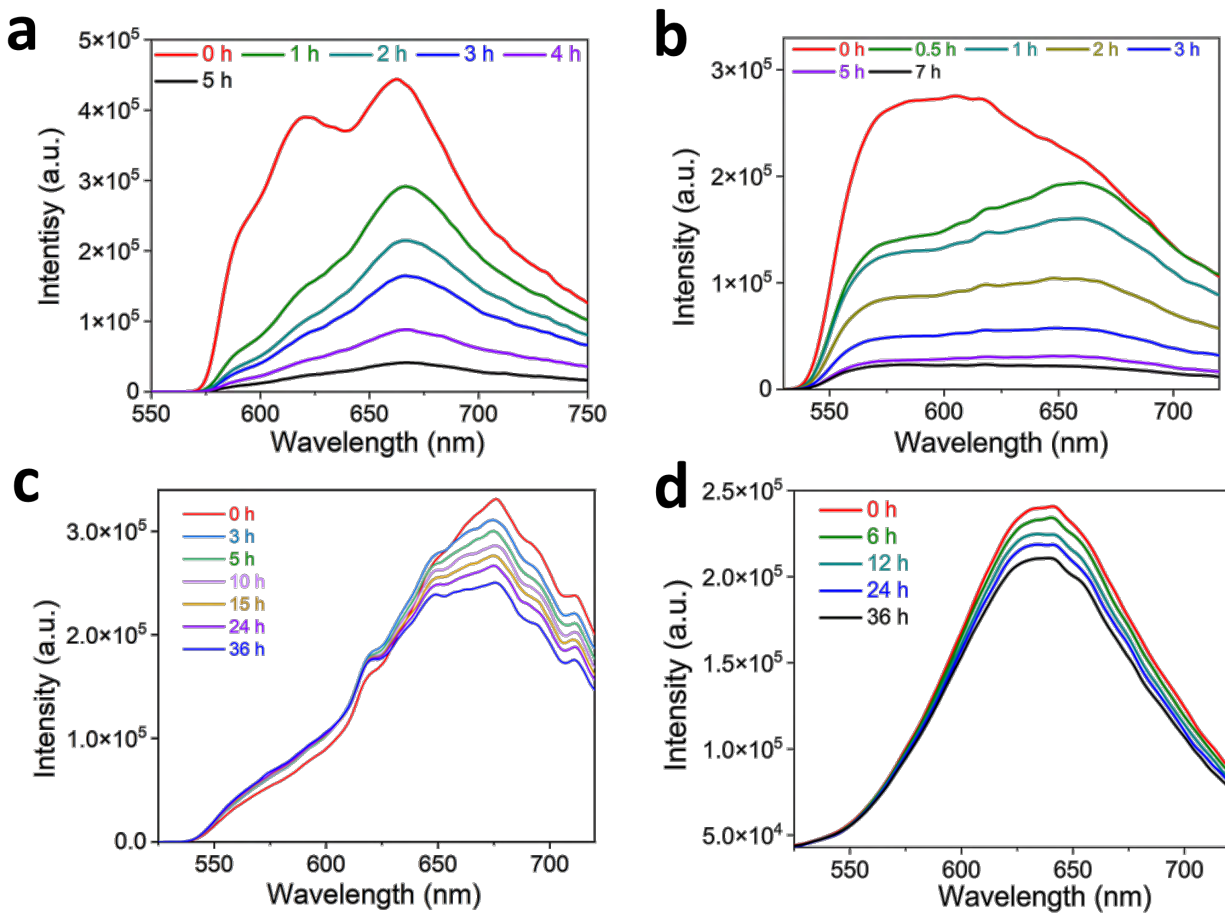 a
5×10⁵
0 h 1 h 2 h 3 h 4 h
5 h
4×10⁵
3×10⁵
2×10⁵
1×10⁵
0
550 600 650 700 750
Intentisy (a.u.)
Wavelength (nm)
b
0 h 0.5 h 1 h 2 h 3 h
5 h 7 h
3×10⁵
2×10⁵
1×10⁵
0
550 600 650 700
Intensity (a.u.)
Wavelength (nm)
c
0 h
3 h
5 h
10 h
15 h
24 h
36 h
3.0×10⁵
2.0×10⁵
1.0×10⁵
0.0
550 600 650 700
Intensity (a.u.)
Wavelength (nm)
d
2.5×10⁵
0 h
6 h
12 h
24 h
36 h
2.0×10⁵
1.5×10⁵
1.0×10⁵
5.0×10⁴
550 600 650 700
Intensity (a.u.)
Wavelength (nm)